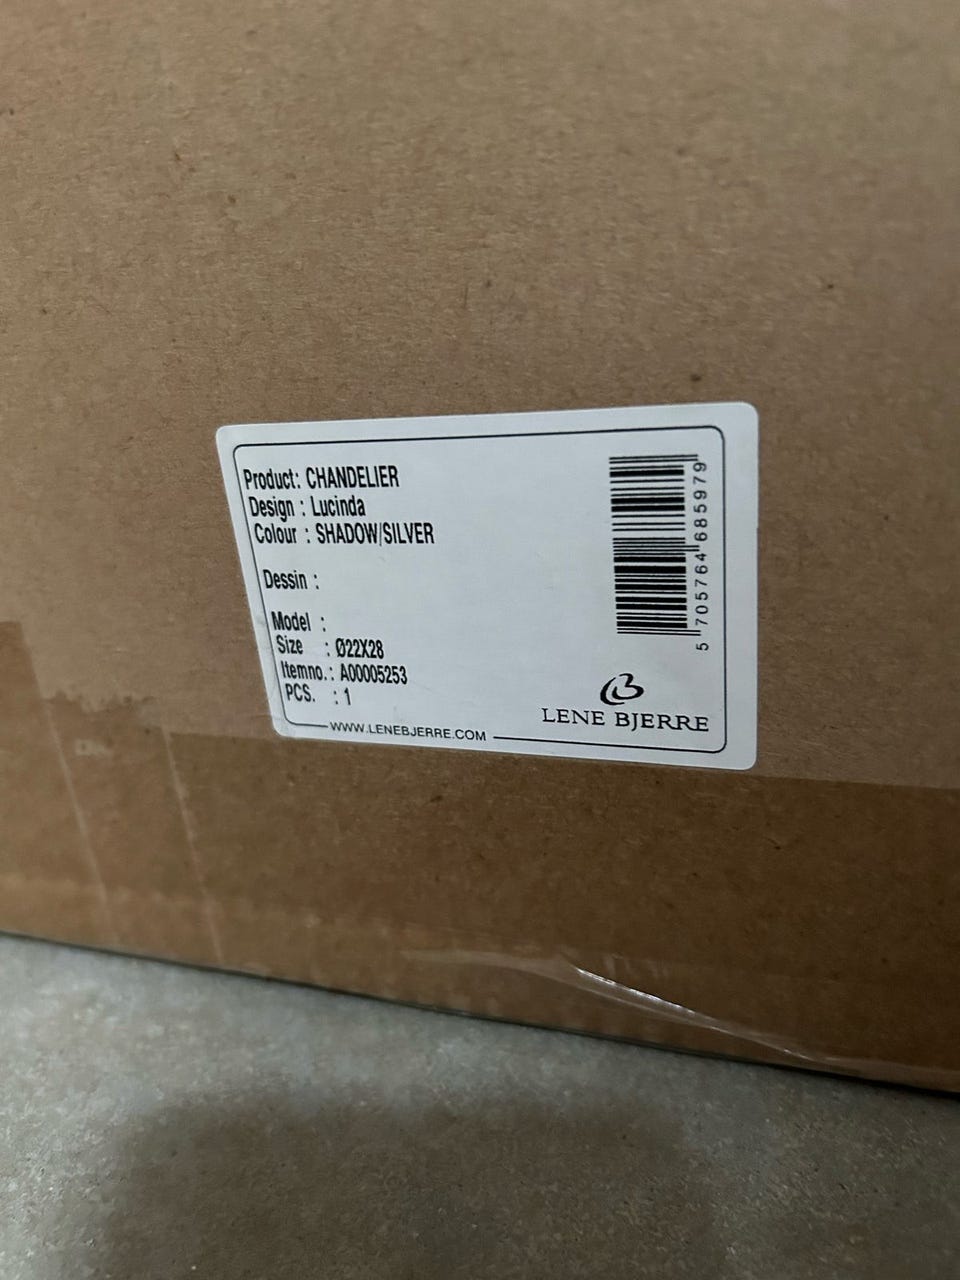 Product: CHANDELIER
Design : Lucinda
Colour : SHADOW/SILVER
Dessin :
Model :
Size : Ø22X28
Itemno.: A00005253
PCS. : 1
WWW.LENEBJERRE.COM
5 705764 685979
LENE BJERRE